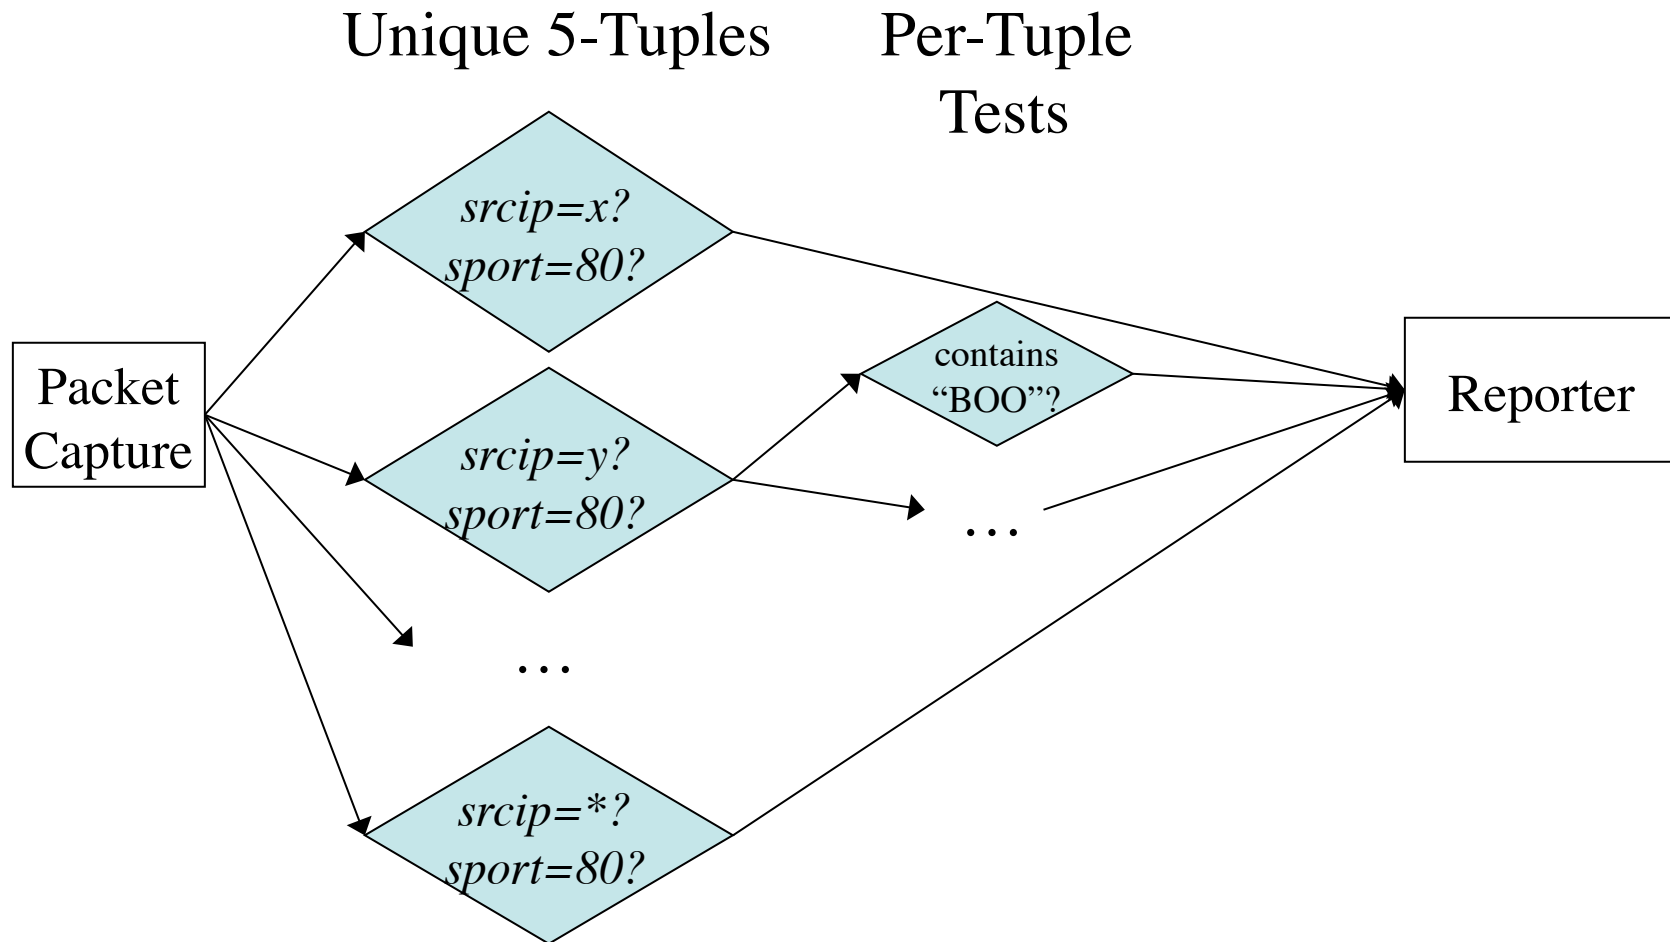 Unique 5-Tuples
Per-Tuple
Tests
srcip=x?
sport=80?
Packet
Capture
srcip=y?
sport=80?
…
srcip=*?
sport=80?
contains
“BOO”?
…
Reporter